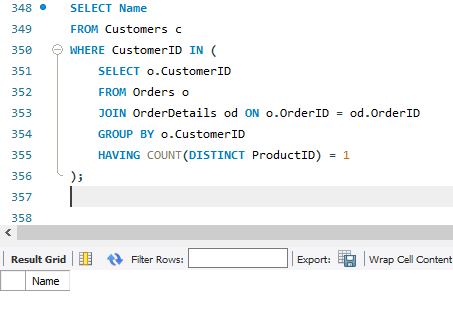 348 SELECT Name
349 FROM Customers c
350 WHERE CustomerID IN (
351     SELECT o.CustomerID
352     FROM Orders o
353     JOIN OrderDetails od ON o.OrderID = od.OrderID
354     GROUP BY o.CustomerID
355     HAVING COUNT(DISTINCT ProductID) = 1
356 );
357
358
Result Grid Filter Rows: Export: Wrap Cell Content
Name